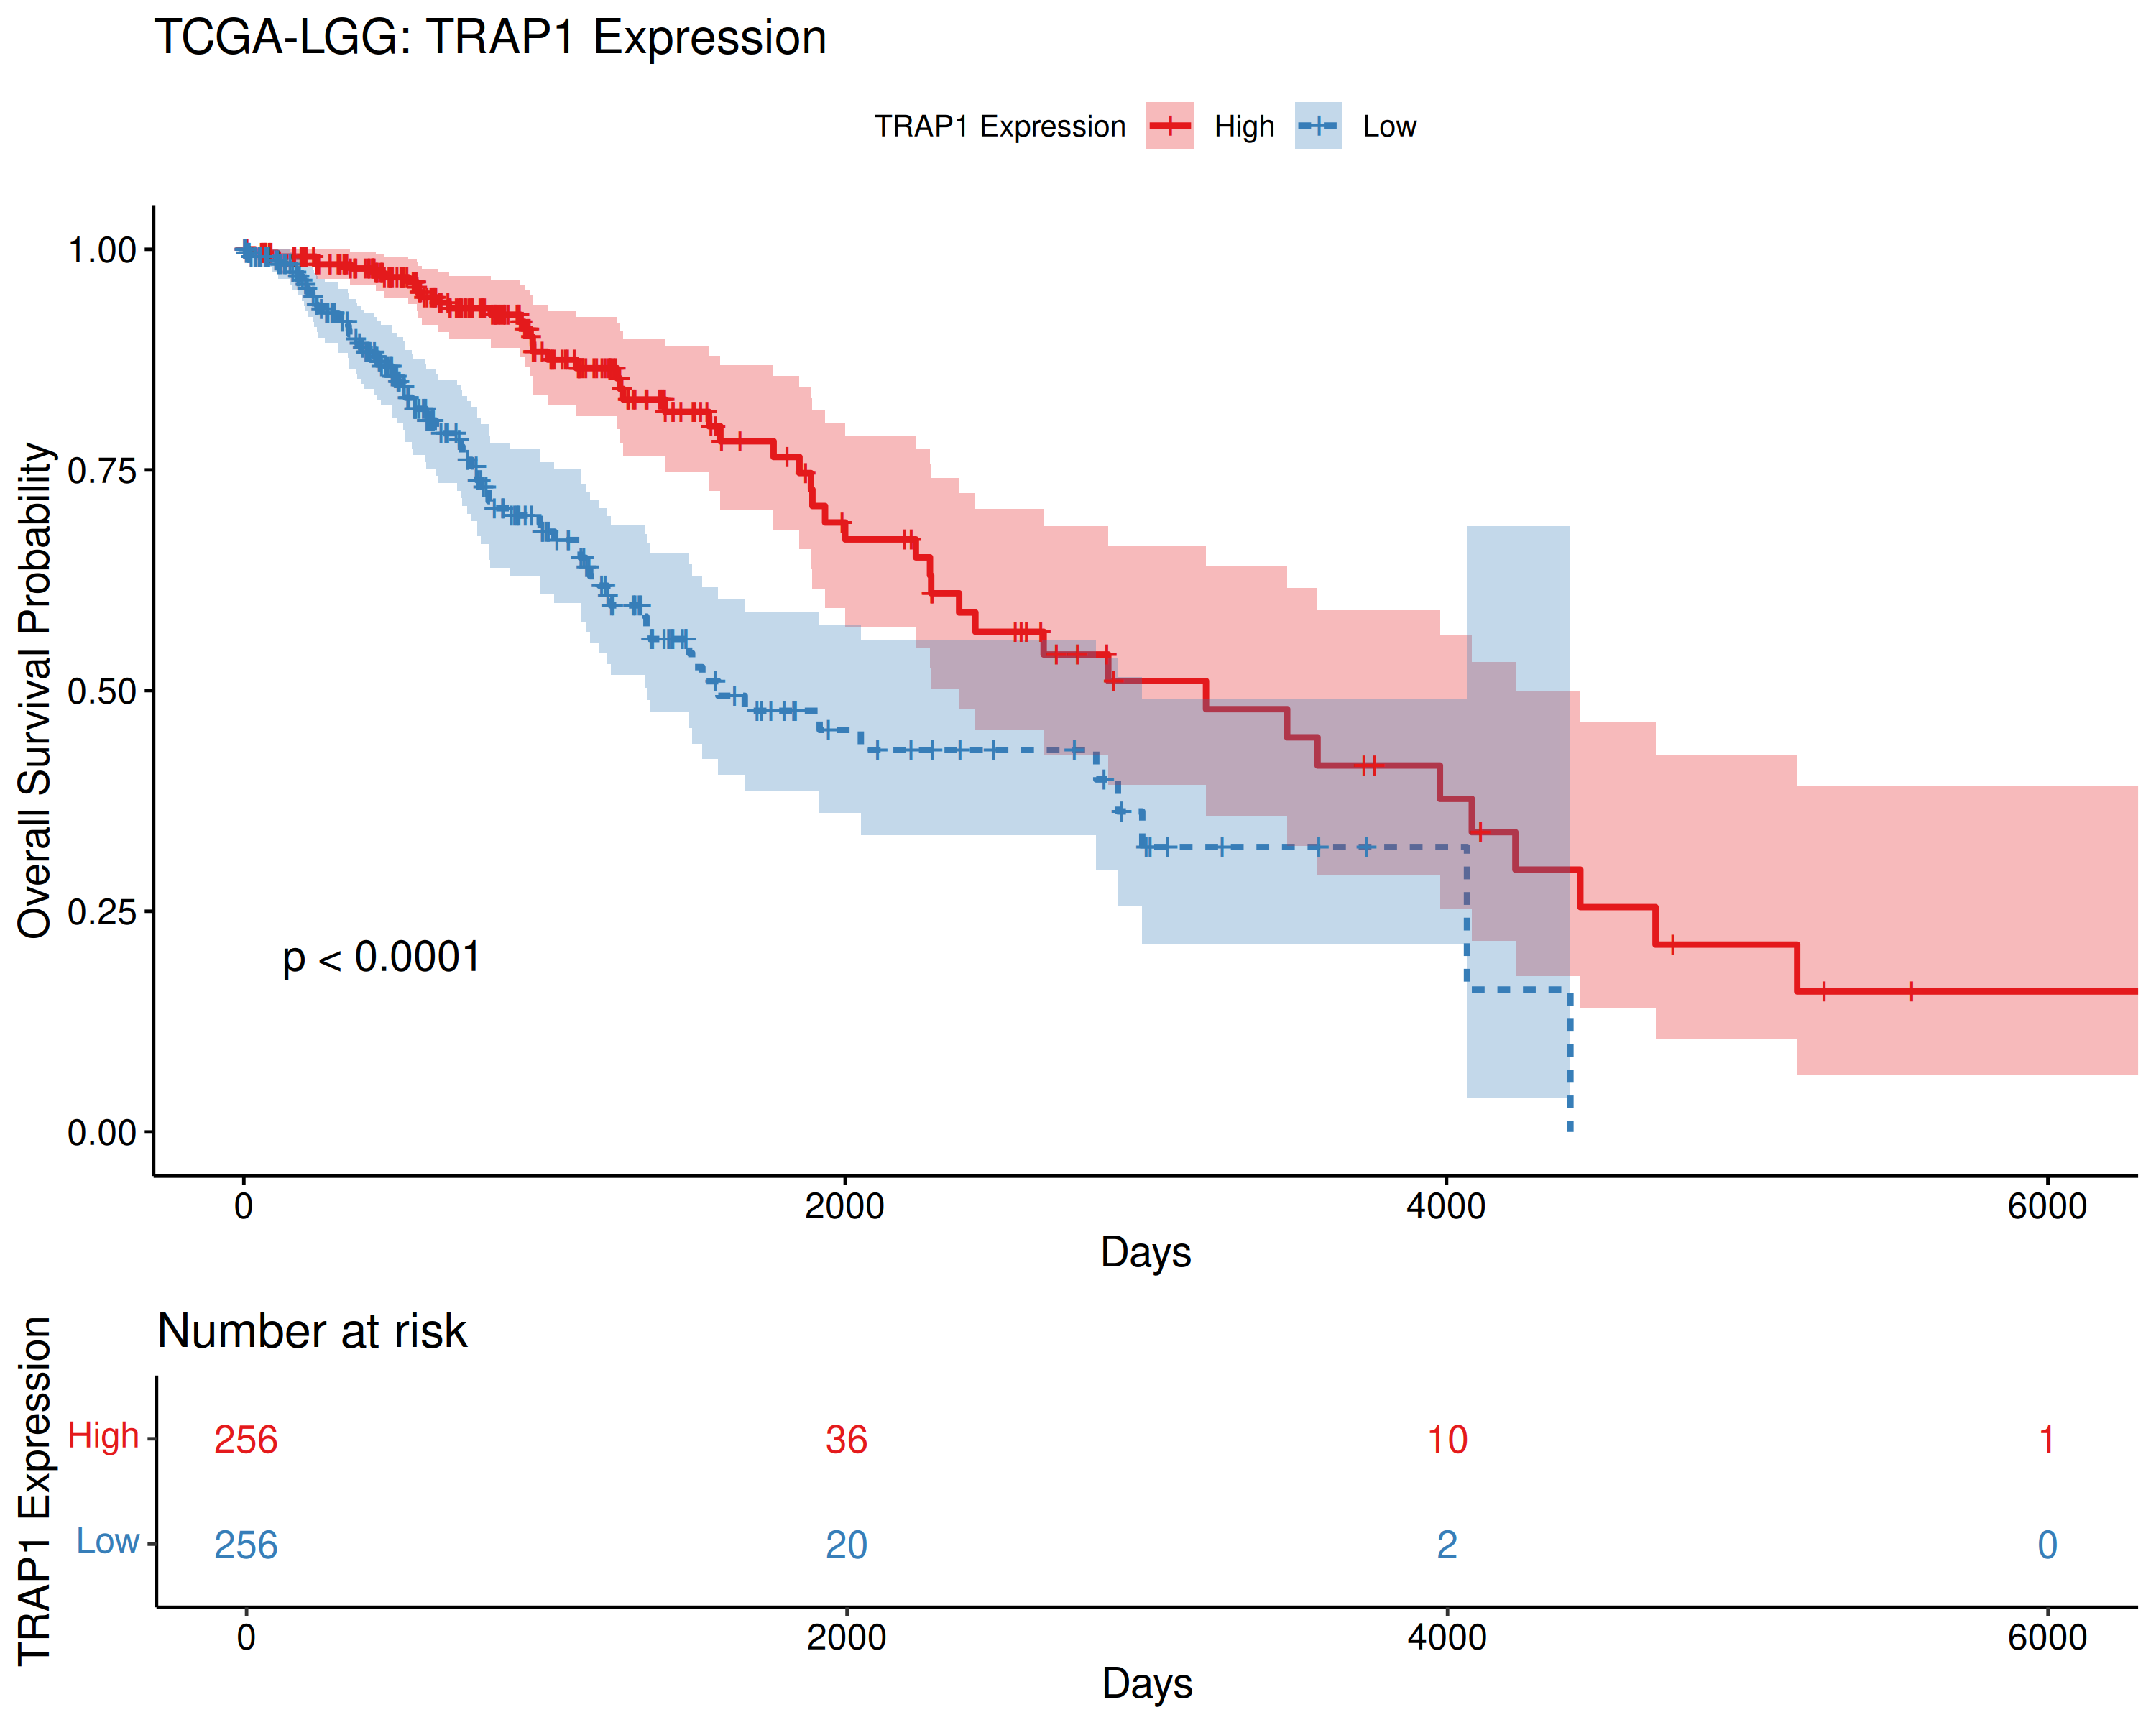 TCGA-LGG: TRAP1 Expression
TRAP1 Expression High Low
Overall Survival Probability
1.00
0.75
0.50
0.25
0.00
p < 0.0001
0 2000 4000 6000
Days
Number at risk
TRAP1 Expression
High 256 36 10 1
Low 256 20 2 0
0 2000 4000 6000
Days